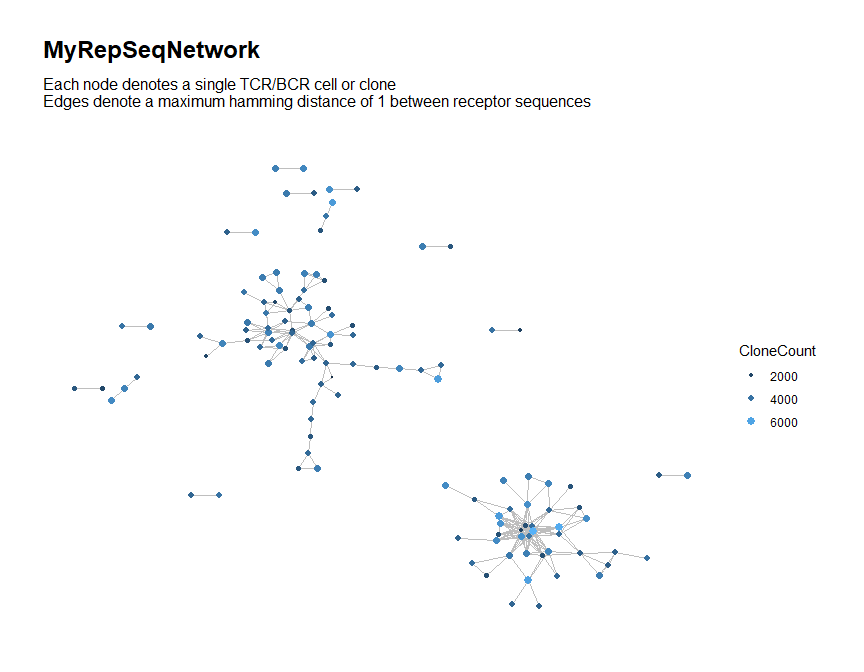 MyRepSeqNetwork
Each node denotes a single TCR/BCR cell or clone
Edges denote a maximum hamming distance of 1 between receptor sequences
CloneCount
2000
4000
6000